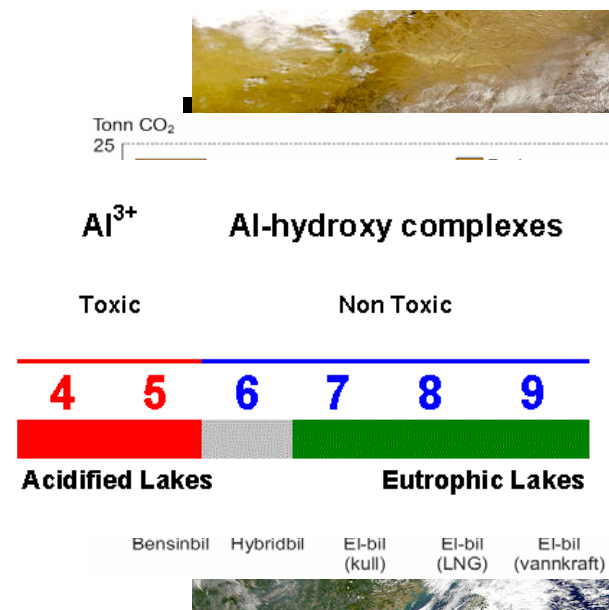 Tonn CO₂
25
Al³⁺ Al-hydroxy complexes
Toxic Non Toxic
4 5 6 7 8 9
Acidified Lakes Eutrophic Lakes
Bensinbil Hybridbil El-bil (kull) El-bil (LNG) El-bil (vannkraft)